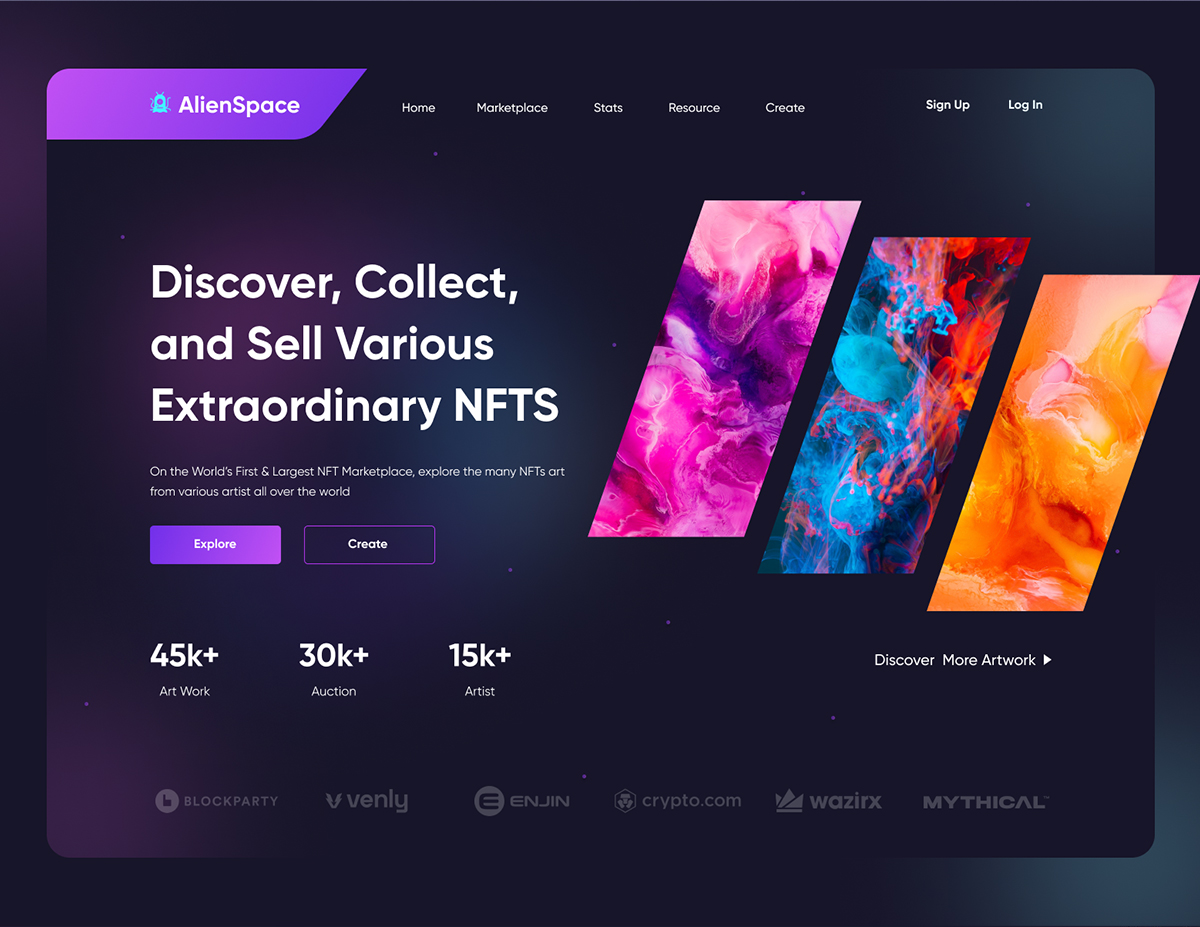 AlienSpace
Home Marketplace Stats Resource Create
Sign Up Log In
Discover, Collect,
and Sell Various
Extraordinary NFTS
On the World's First & Largest NFT Marketplace, explore the many NFTs art
from various artist all over the world
Explore Create
45k+ 30k+ 15k+
Art Work Auction Artist
Discover More Artwork
BLOCKPARTY venly ENJIN crypto.com wazirx MYTHICAL™